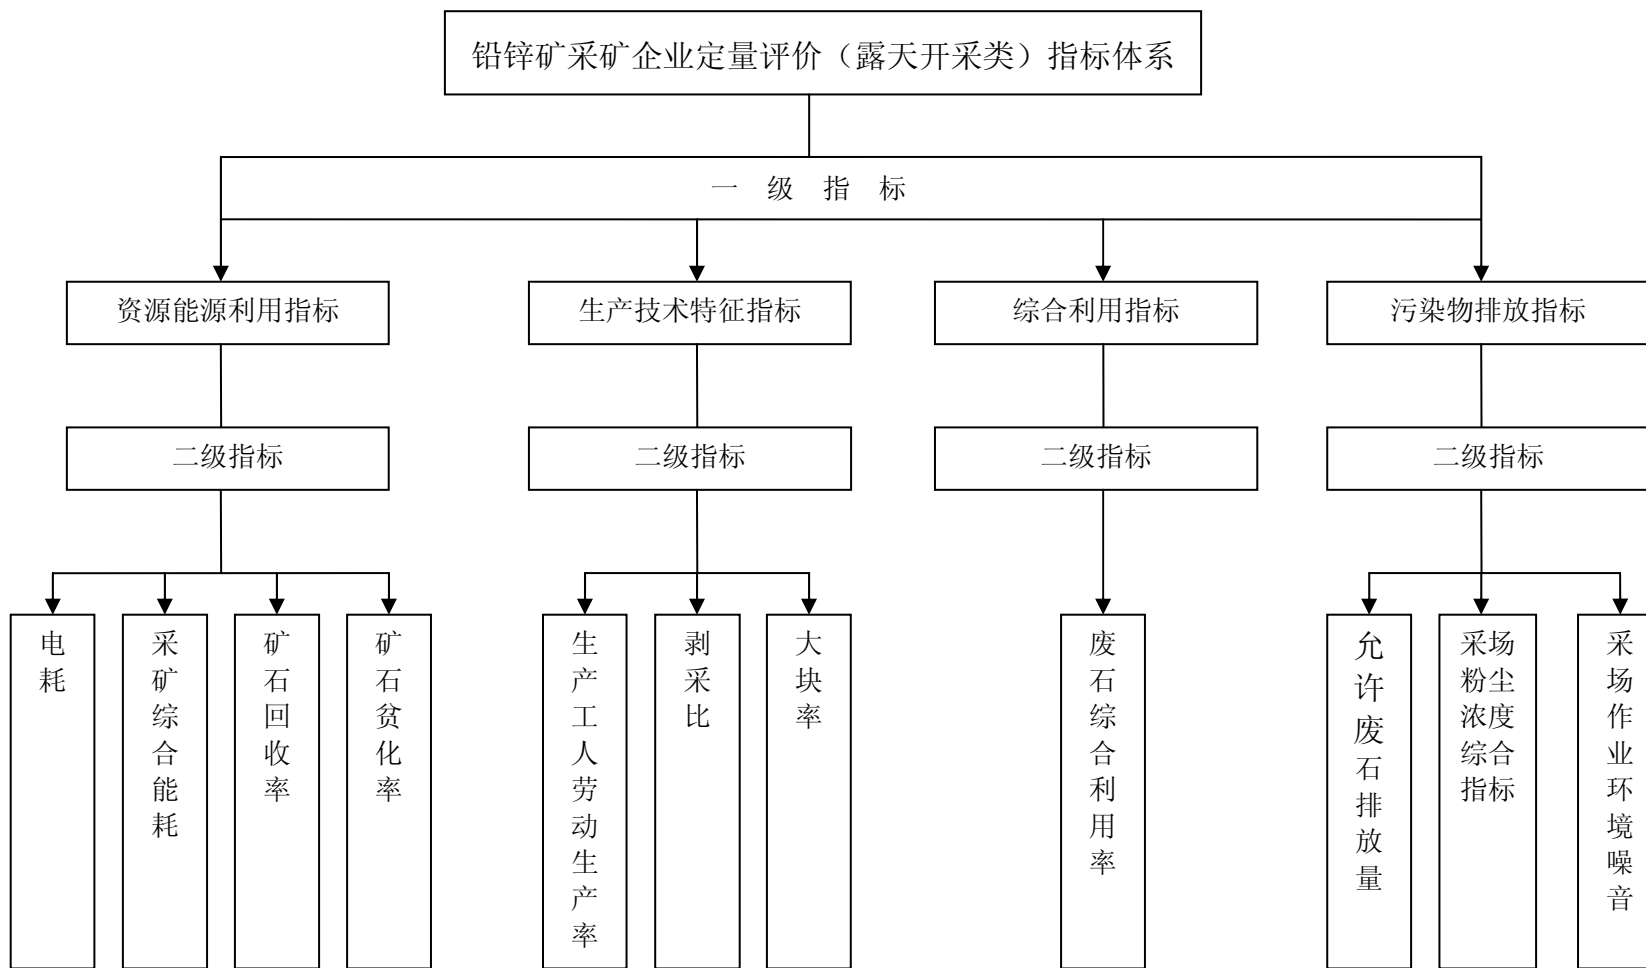 铅锌矿采矿企业定量评价（露天开采类）指标体系
一 级 指 标
资源能源利用指标
生产技术特征指标
综合利用指标
污染物排放指标
二级指标
二级指标
二级指标
二级指标
电耗
采矿综合能耗
矿石回收率
矿石贫化率
生产工人劳动生产率
剥采比
大块率
废石综合利用率
允许废石排放量
采场
粉尘
浓度
综合
指标
采场作业环境噪音